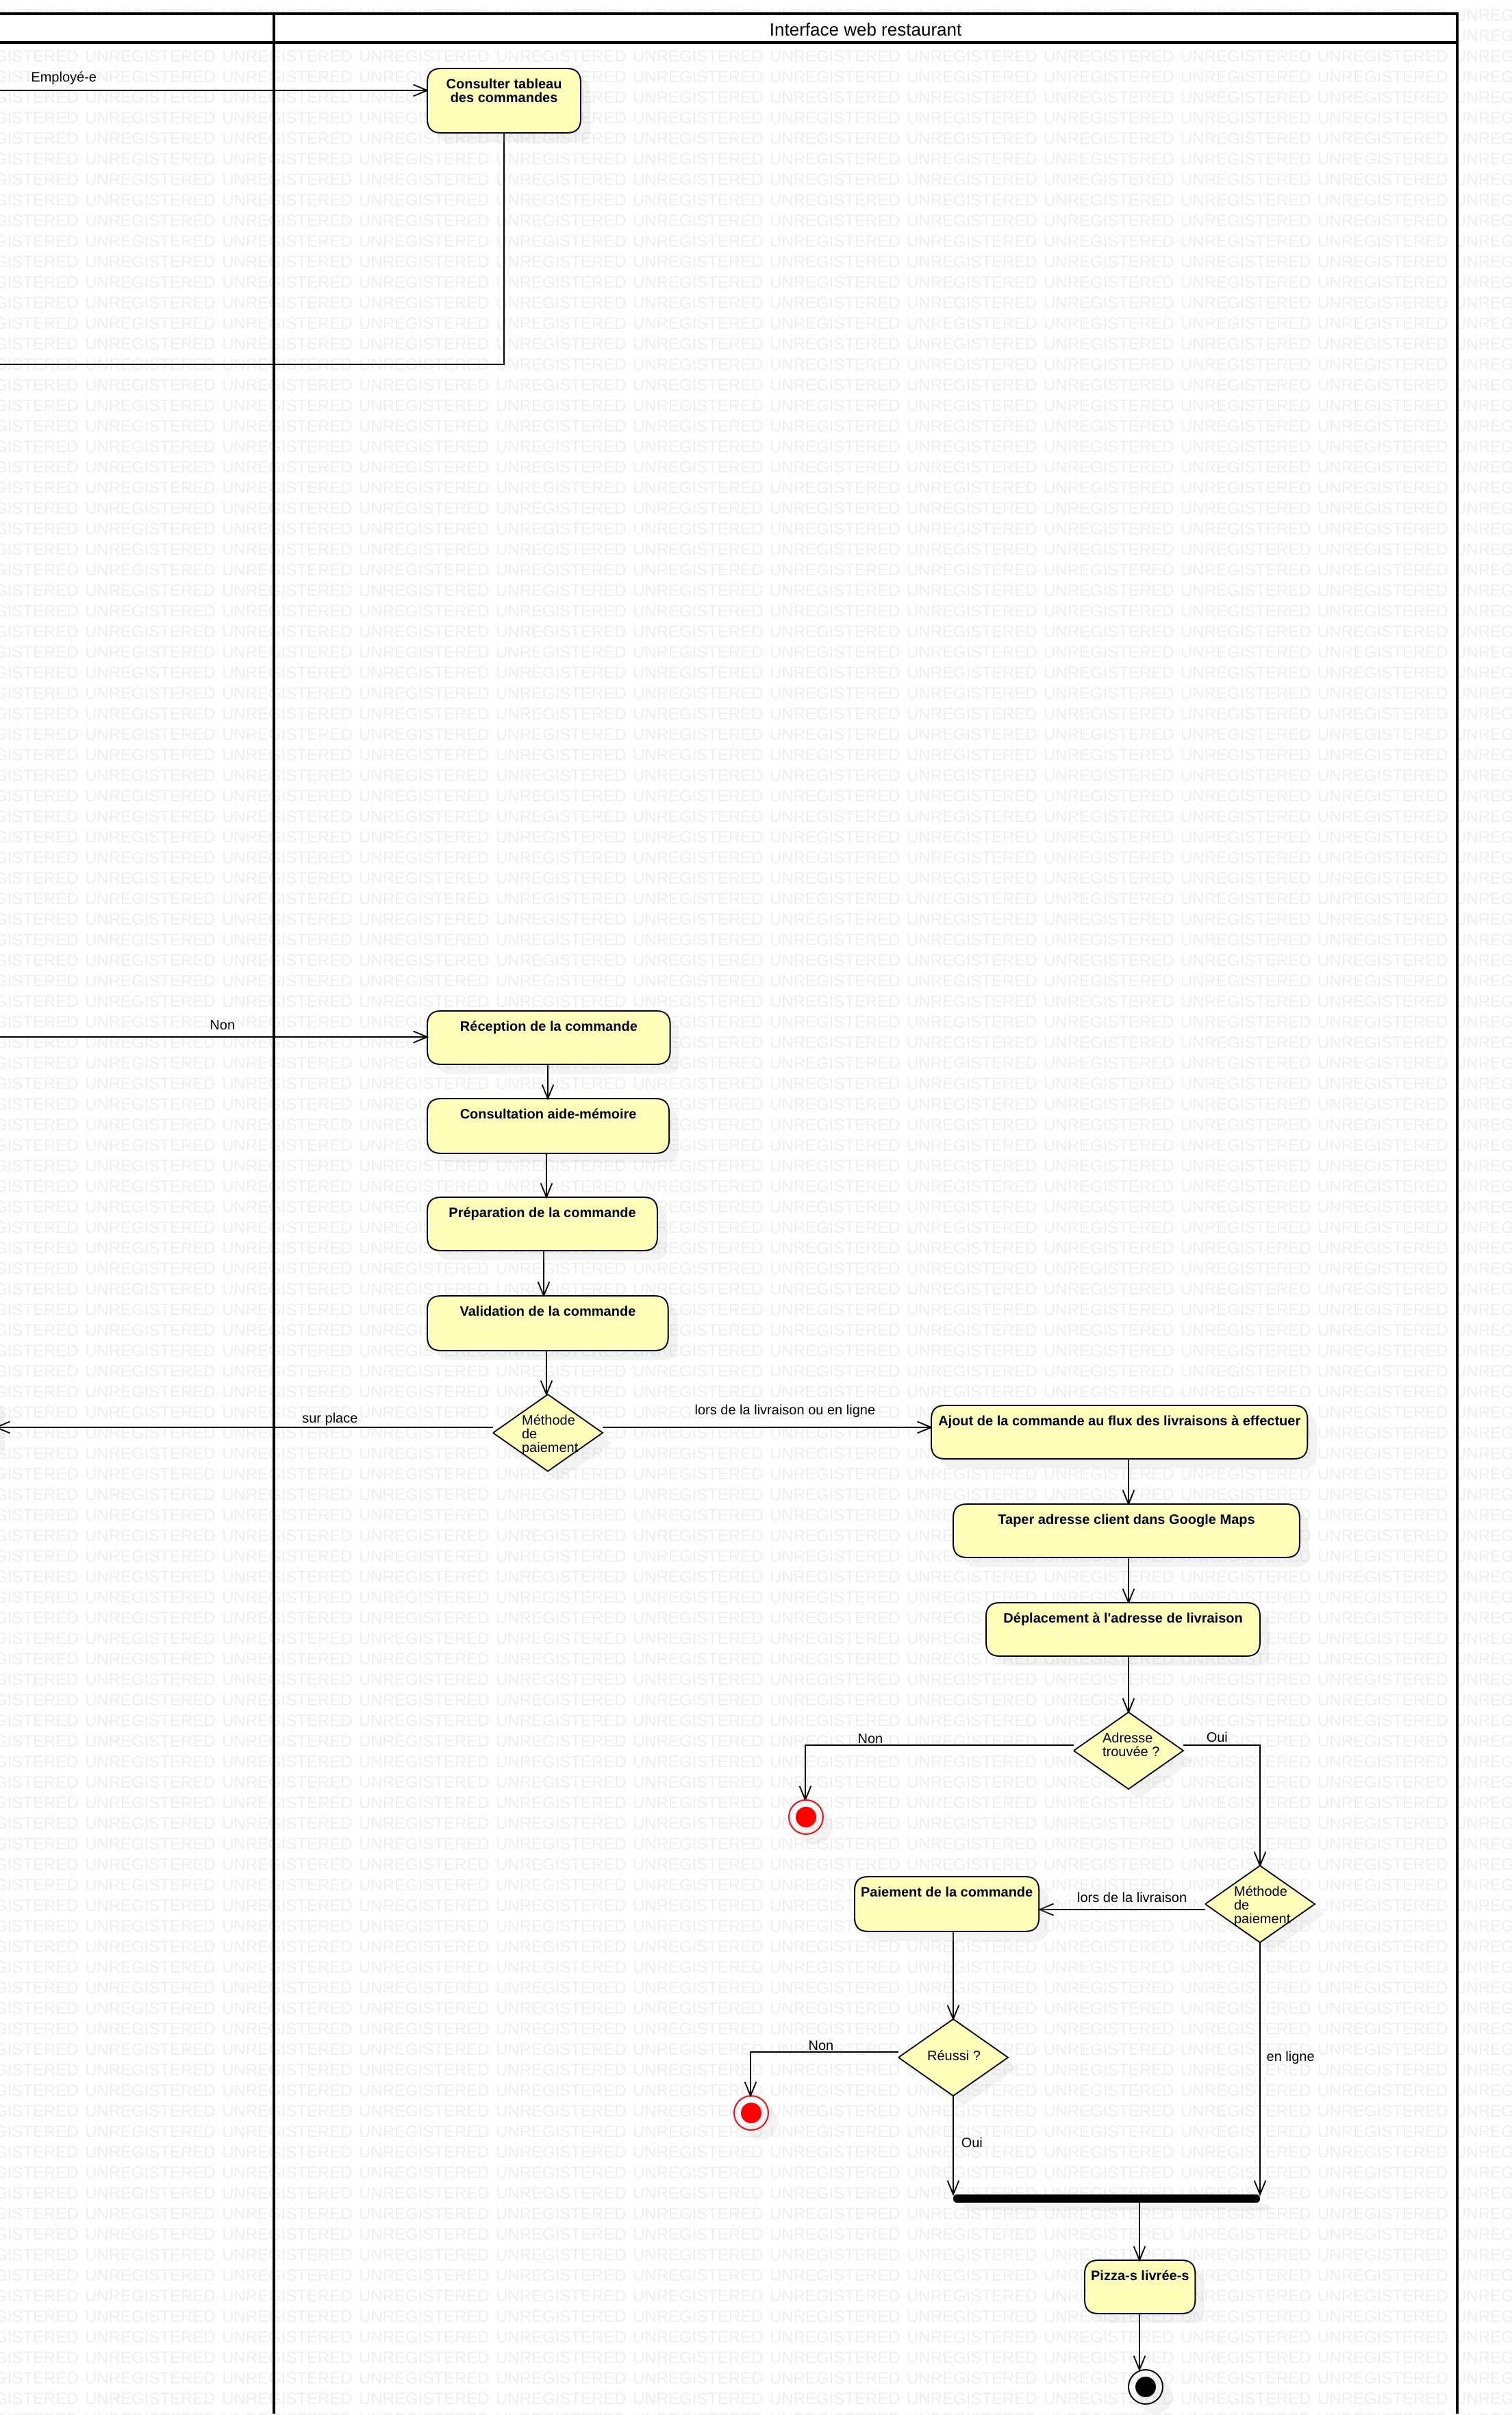 Interface web restaurant
Employé-e
Consulter tableau
des commandes
Non
Réception de la commande
Consultation aide-mémoire
Préparation de la commande
Validation de la commande
sur place
Méthode
de
paiement
lors de la livraison ou en ligne
Ajout de la commande au flux des livraisons à effectuer
Taper adresse client dans Google Maps
Déplacement à l'adresse de livraison
Non
Adresse
trouvée ?
Oui
Paiement de la commande
lors de la livraison
Méthode
de
paiement
Non
Réussi ?
en ligne
Oui
Pizza-s livrée-s
UNREGISTERED